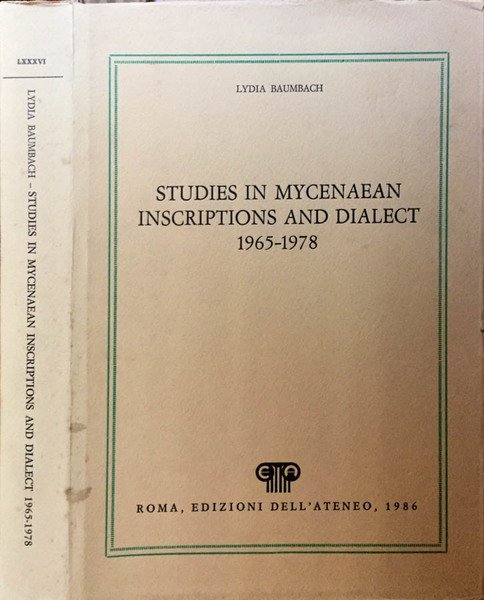 LXXXVI
LYDIA BAUMBACH – STUDIES IN MYCENAEAN INSCRIPTIONS AND DIALECT 1965-1978
LYDIA BAUMBACH
STUDIES IN MYCENAEAN
INSCRIPTIONS AND DIALECT
1965-1978
ROMA, EDIZIONI DELL'ATENEO, 1986